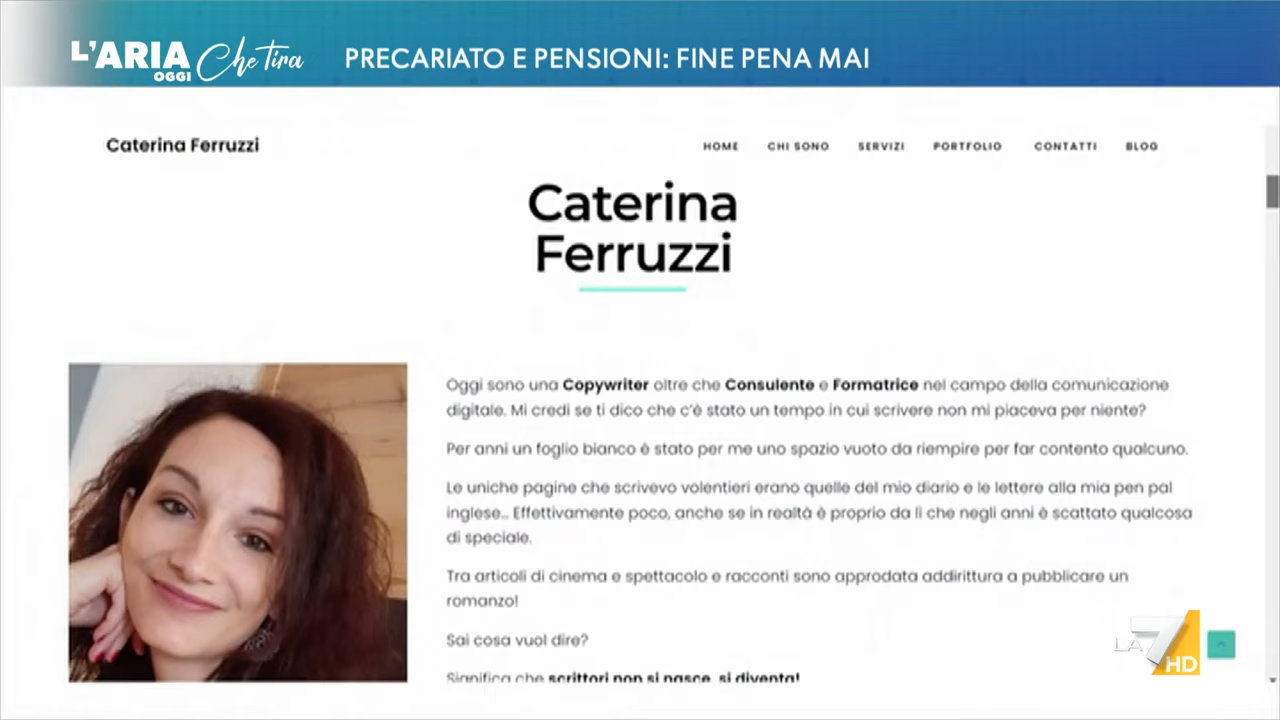 L'ARIA
OGGI
Che tira
PRECARIATO E PENSIONI: FINE PENA MAI
Caterina Ferruzzi
HOME CHI SONO SERVIZI PORTFOLIO CONTATTI BLOG
Caterina
Ferruzzi
Oggi sono una Copywriter oltre che Consulente e Formatrice nel campo della comunicazione
digitale. Mi credi se ti dico che c'è stato un tempo in cui scrivere non mi piaceva per niente?
Per anni un foglio bianco è stato per me uno spazio vuoto da riempire per far contento qualcuno.
Le uniche pagine che scrivevo volentieri erano quelle del mio diario e le lettere alla mia pen pal
inglese... Effettivamente poco, anche se in realtà è proprio da lì che negli anni è scattato qualcosa
di speciale.
Tra articoli di cinema e spettacolo e racconti sono approdata addirittura a pubblicare un
romanzo!
Sai cosa vuol dire?
Significa che scrittori non si nasce, si diventa!
LA7
HD